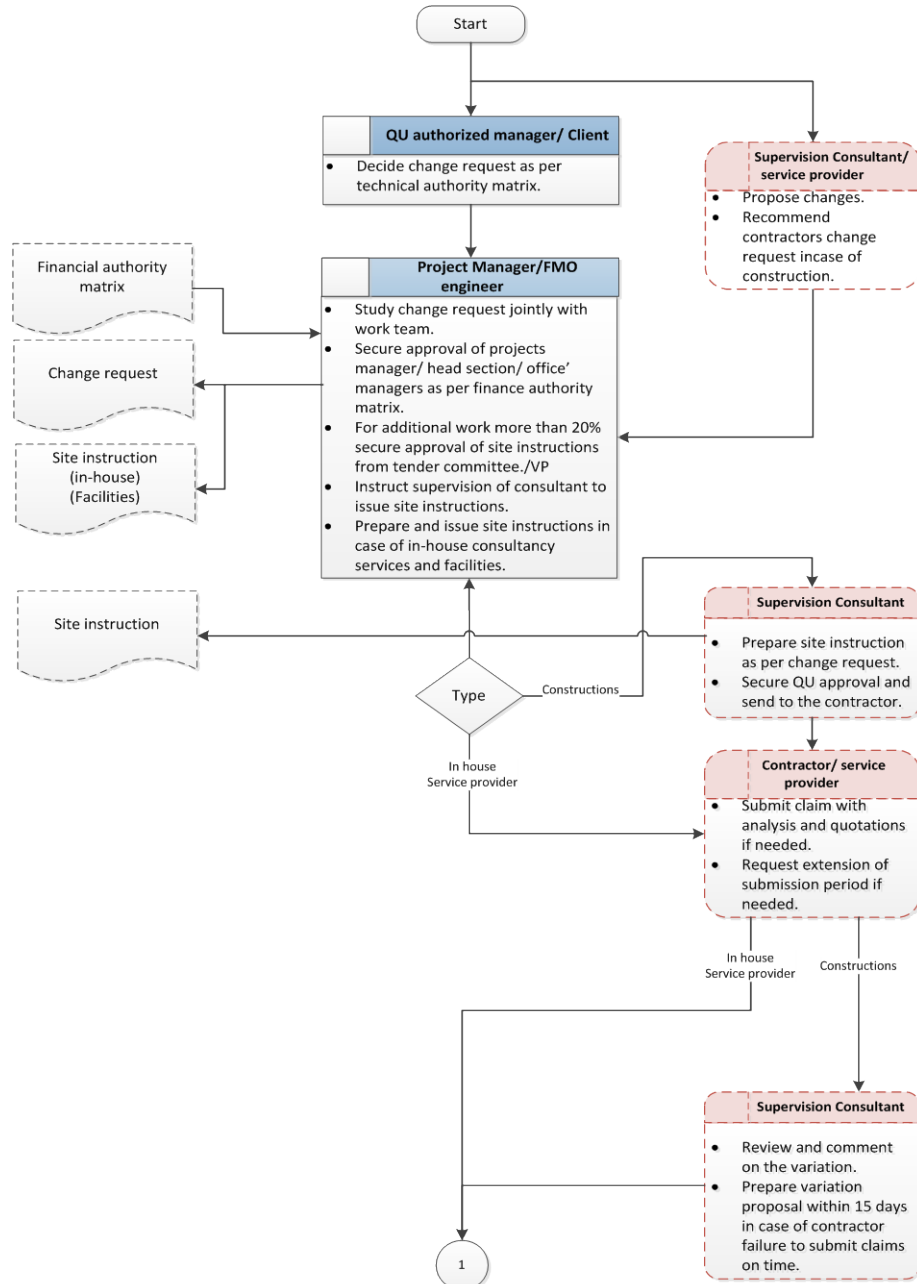 Start
QU authorized manager/ Client
• Decide change request as per
technical authority matrix.
Supervision Consultant/
service provider
• Propose changes.
• Recommend
contractors change
request incase of
construction.
Financial authority
matrix
Change request
Site instruction
(in-house)
(Facilities)
Project Manager/FMO
engineer
• Study change request jointly with
work team.
• Secure approval of projects
manager/ head section/ office’
managers as per finance authority
matrix.
• For additional work more than 20%
secure approval of site instructions
from tender committee./VP
• Instruct supervision of consultant to
issue site instructions.
• Prepare and issue site instructions in
case of in-house consultancy
services and facilities.
Site instruction
Type
Constructions
In house
Service provider
Supervision Consultant
• Prepare site instruction
as per change request.
• Secure QU approval and
send to the contractor.
Contractor/ service
provider
• Submit claim with
analysis and quotations
if needed.
• Request extension of
submission period if
needed.
In house
Service provider
Constructions
Supervision Consultant
• Review and comment
on the variation.
• Prepare variation
proposal within 15 days
in case of contractor
failure to submit claims
on time.
1